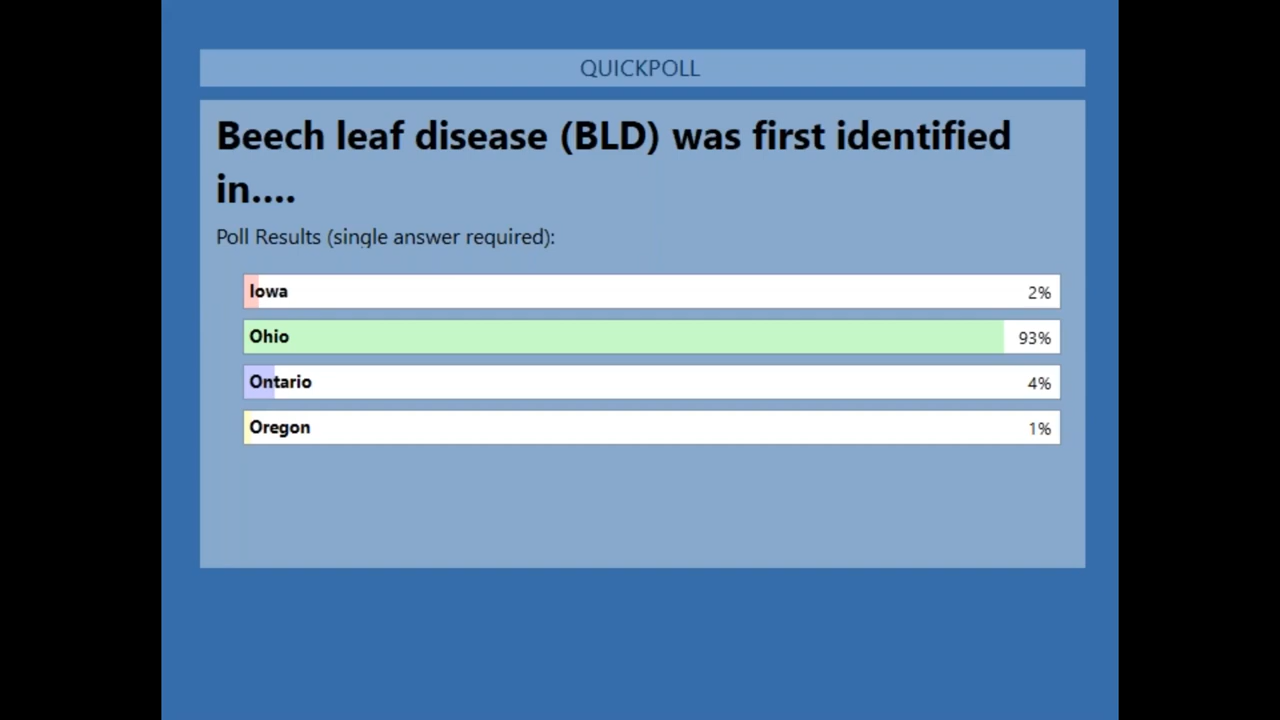 QUICKPOLL
Beech leaf disease (BLD) was first identified
in....
Poll Results (single answer required):
Iowa 2%
Ohio 93%
Ontario 4%
Oregon 1%